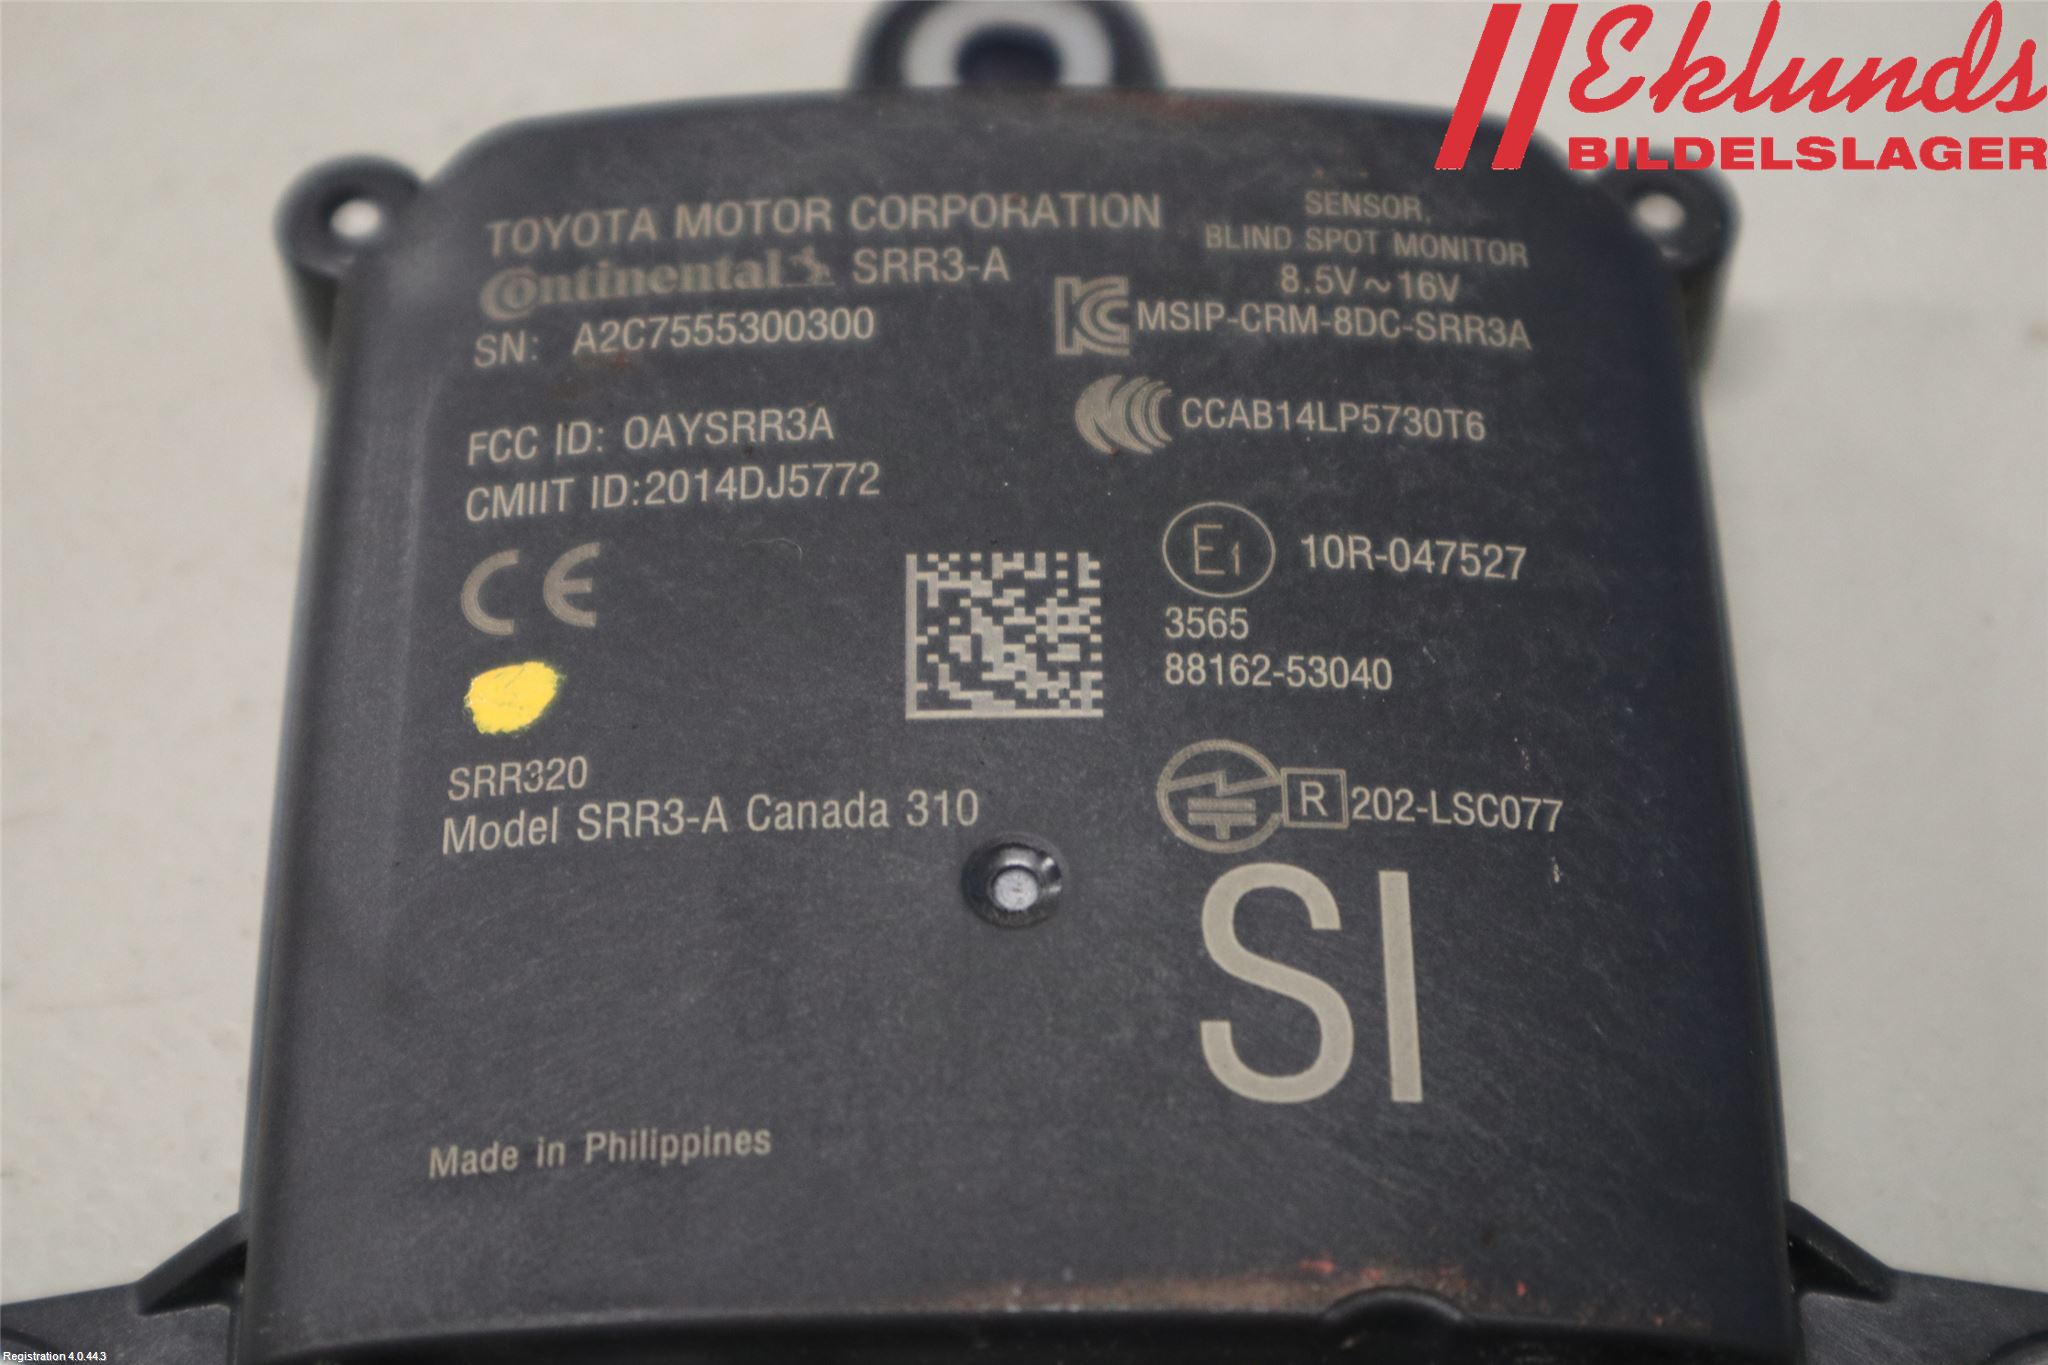 Eklunds
BILDELSLAGER
TOYOTA MOTOR CORPORATION
Continental SRR3-A
SN: A2C7555300300
SENSOR,
BLIND SPOT MONITOR
8.5V~16V
MSIP-CRM-8DC-SRR3A
CCAB14LP5730T6
FCC ID: OAYSRR3A
CMIIT ID:2014DJ5772
CE
E1 10R-047527
3565
88162-53040
SRR320
Model SRR3-A Canada 310
R 202-LSC077
SI
Made in Philippines
Registration 4.0.44.3